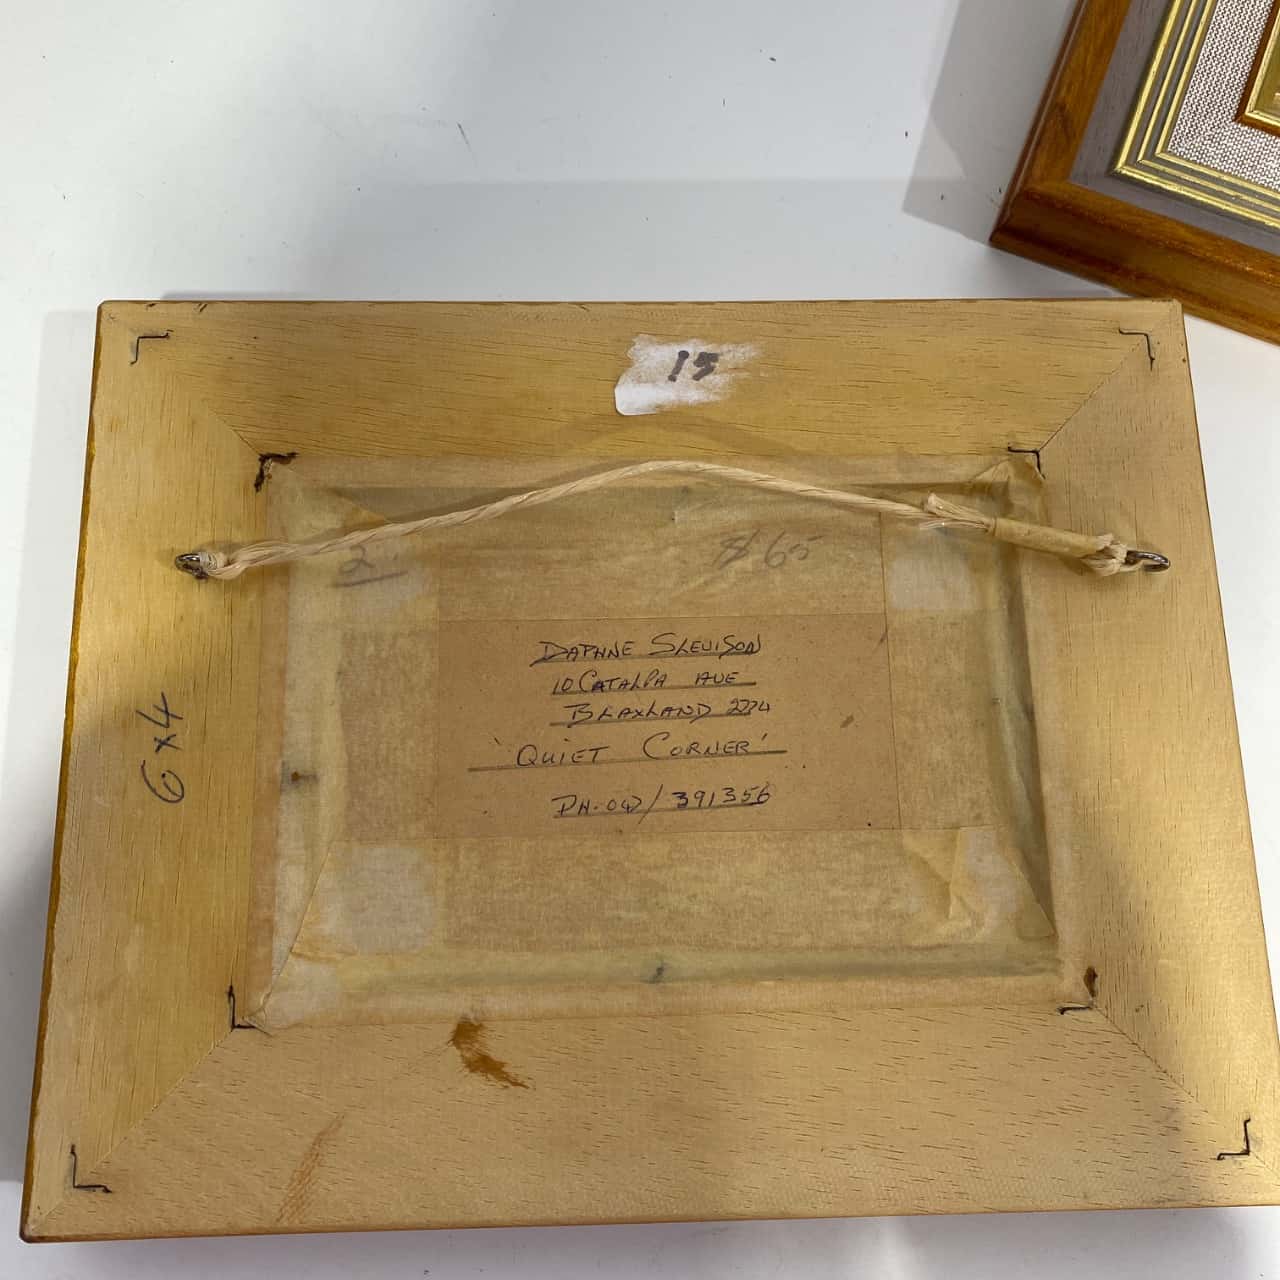 15
2
$65
DAPHNE SLEVISON
10 CATALPA AVE
BLAXLAND 2774
'QUIET CORNER'
PH. 047/391356
6x4